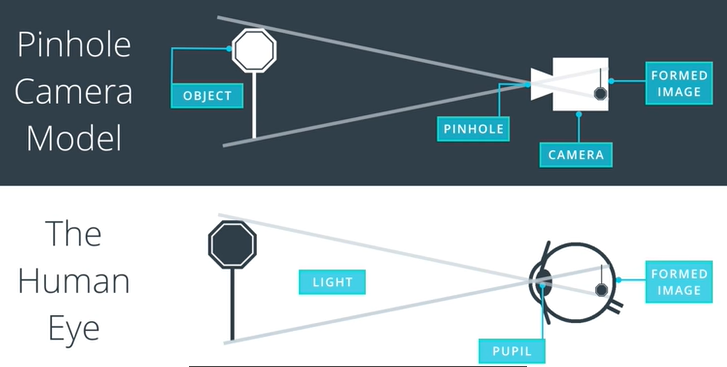 Pinhole
Camera
Model
OBJECT
PINHOLE
CAMERA
FORMED
IMAGE
The
Human
Eye
LIGHT
PUPIL
FORMED
IMAGE